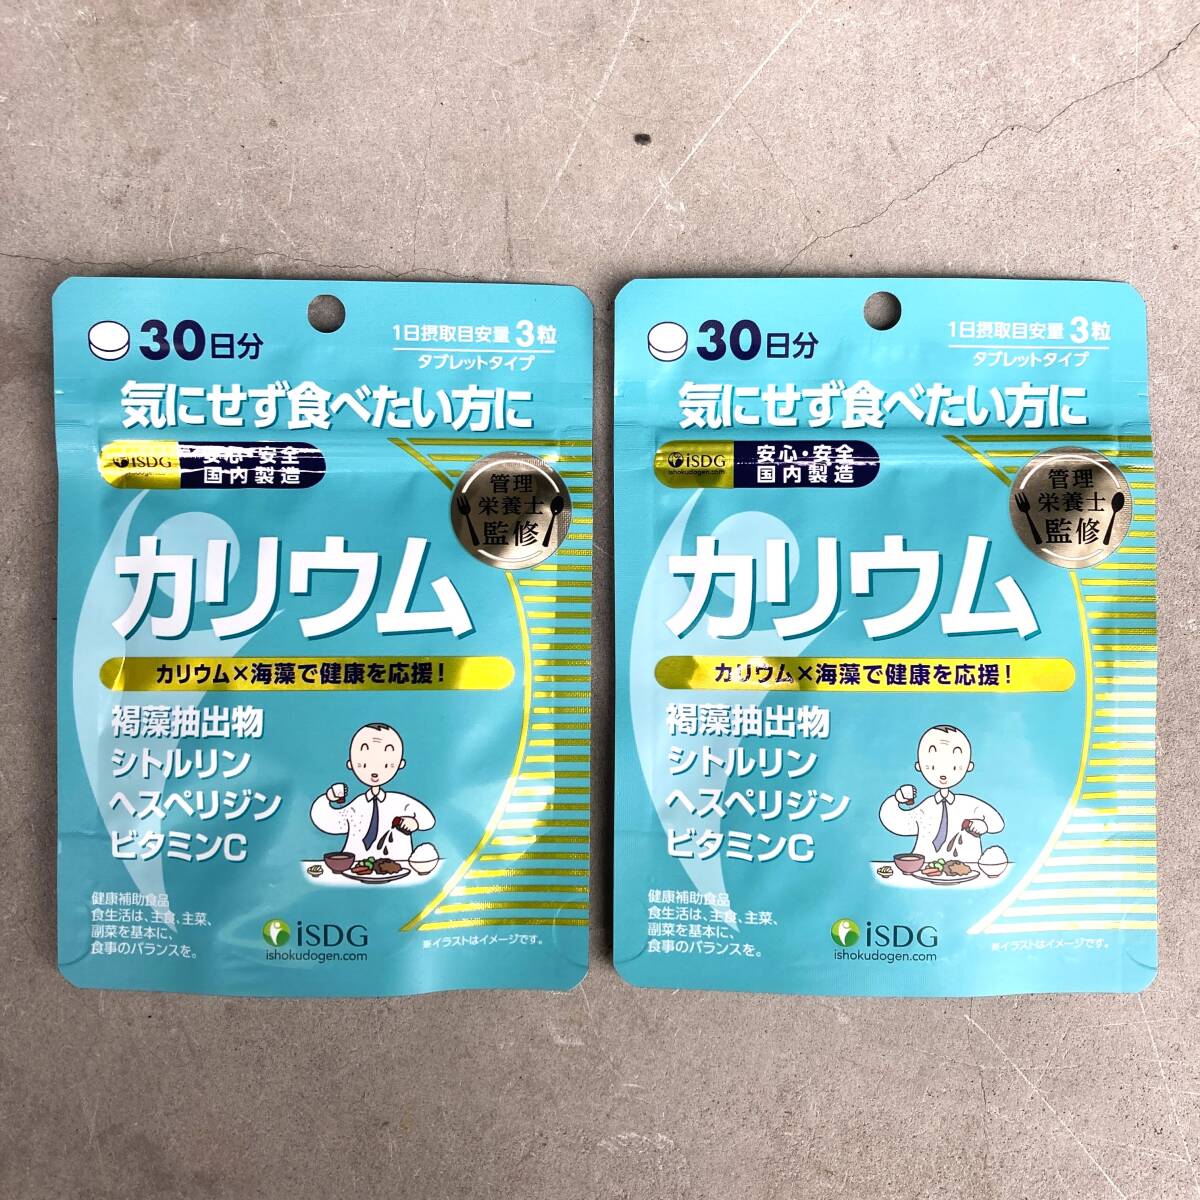 30日分
1日摂取目安量 3粒
タブレットタイプ
気にせず食べたい方に
iSDG
安心・安全
国内製造
管理
栄養士
監修
カリウム
カリウム×海藻で健康を応援!
褐藻抽出物
シトルリン
ヘスペリジン
ビタミンC
健康補助食品
食生活は、主食、主菜、
副菜を基本に、
食事のバランスを。
iSDG
ishokudogen.com
※イラストはイメージです。
30日分
1日摂取目安量 3粒
タブレットタイプ
気にせず食べたい方に
iSDG
ishokudogen.com
安心・安全
国内製造
管理
栄養士
監修
カリウム
カリウム×海藻で健康を応援!
褐藻抽出物
シトルリン
ヘスペリジン
ビタミンC
健康補助食品
食生活は、主食、主菜、
副菜を基本に、
食事のバランスを。
iSDG
ishokudogen.com
※イラストはイメージです。